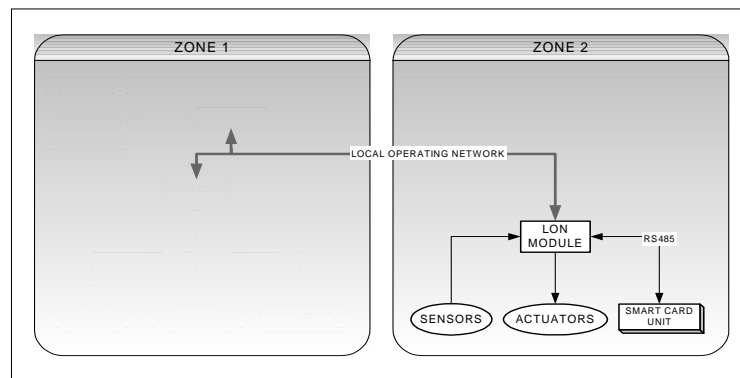 ZONE 1
ZONE 2
LOCAL OPERATING NETWORK
LON
MODULE
RS485
SENSORS
ACTUATORS
SMART CARD
UNIT